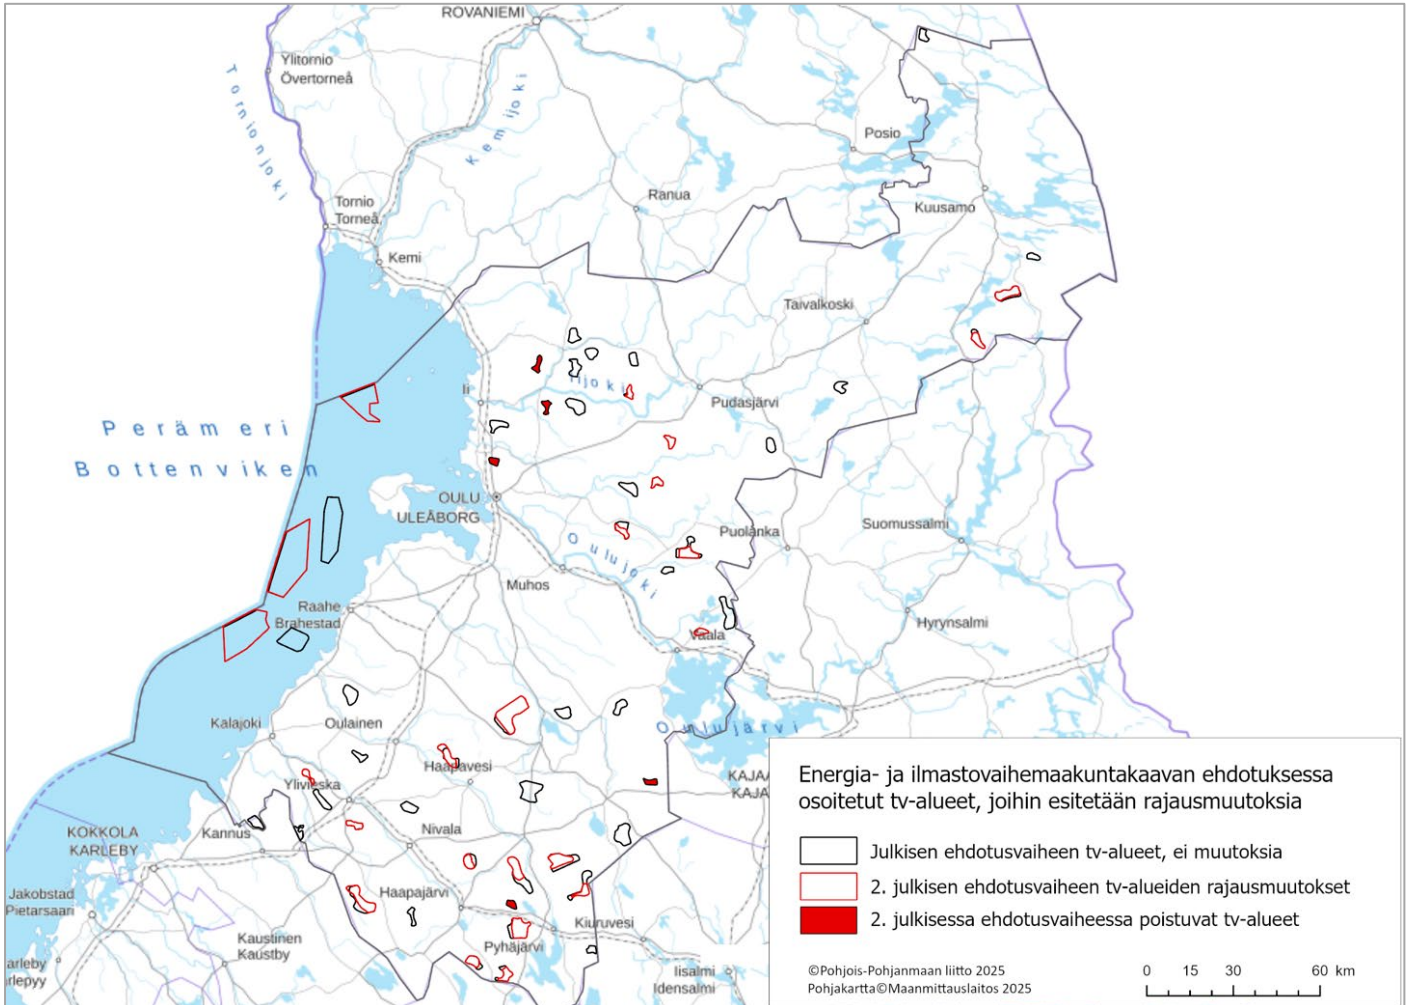 ROVANIEMI
Ylitornio
Övertorneå
Tornionjoki
Kemijoki
Posio
Ranua
Kuusamo
Tornio
Torneå
Kemi
Taivalkoski
Ii
Iijoki
Pudasjärvi
Perämeri
Bottenviken
OULU
ULEÅBORG
Oulujoki
Puolanka
Suomussalmi
Muhos
Raahe
Brahestad
Hyrynsalmi
Vaala
Kalajoki
Oulainen
Oulujärvi
Haapavesi
KAJAA
KAJA
Ylivieska
Nivala
KOKKOLA
KARLEBY
Kannus
Jakobstad
Pietarsaari
Haapajärvi
Kiuruvesi
Kaustinen
Kaustby
Pyhäjärvi
arleby
rlepyy
Iisalmi
Idensalmi
Energia- ja ilmastovaihemaakuntakaavan ehdotuksessa
osoitetut tv-alueet, joihin esitetään rajausmuutoksia
Julkisen ehdotusvaiheen tv-alueet, ei muutoksia
2. julkisen ehdotusvaiheen tv-alueiden rajausmuutokset
2. julkisessa ehdotusvaiheessa poistuvat tv-alueet
©Pohjois-Pohjanmaan liitto 2025
Pohjakartta©Maanmittauslaitos 2025
0 15 30 60 km